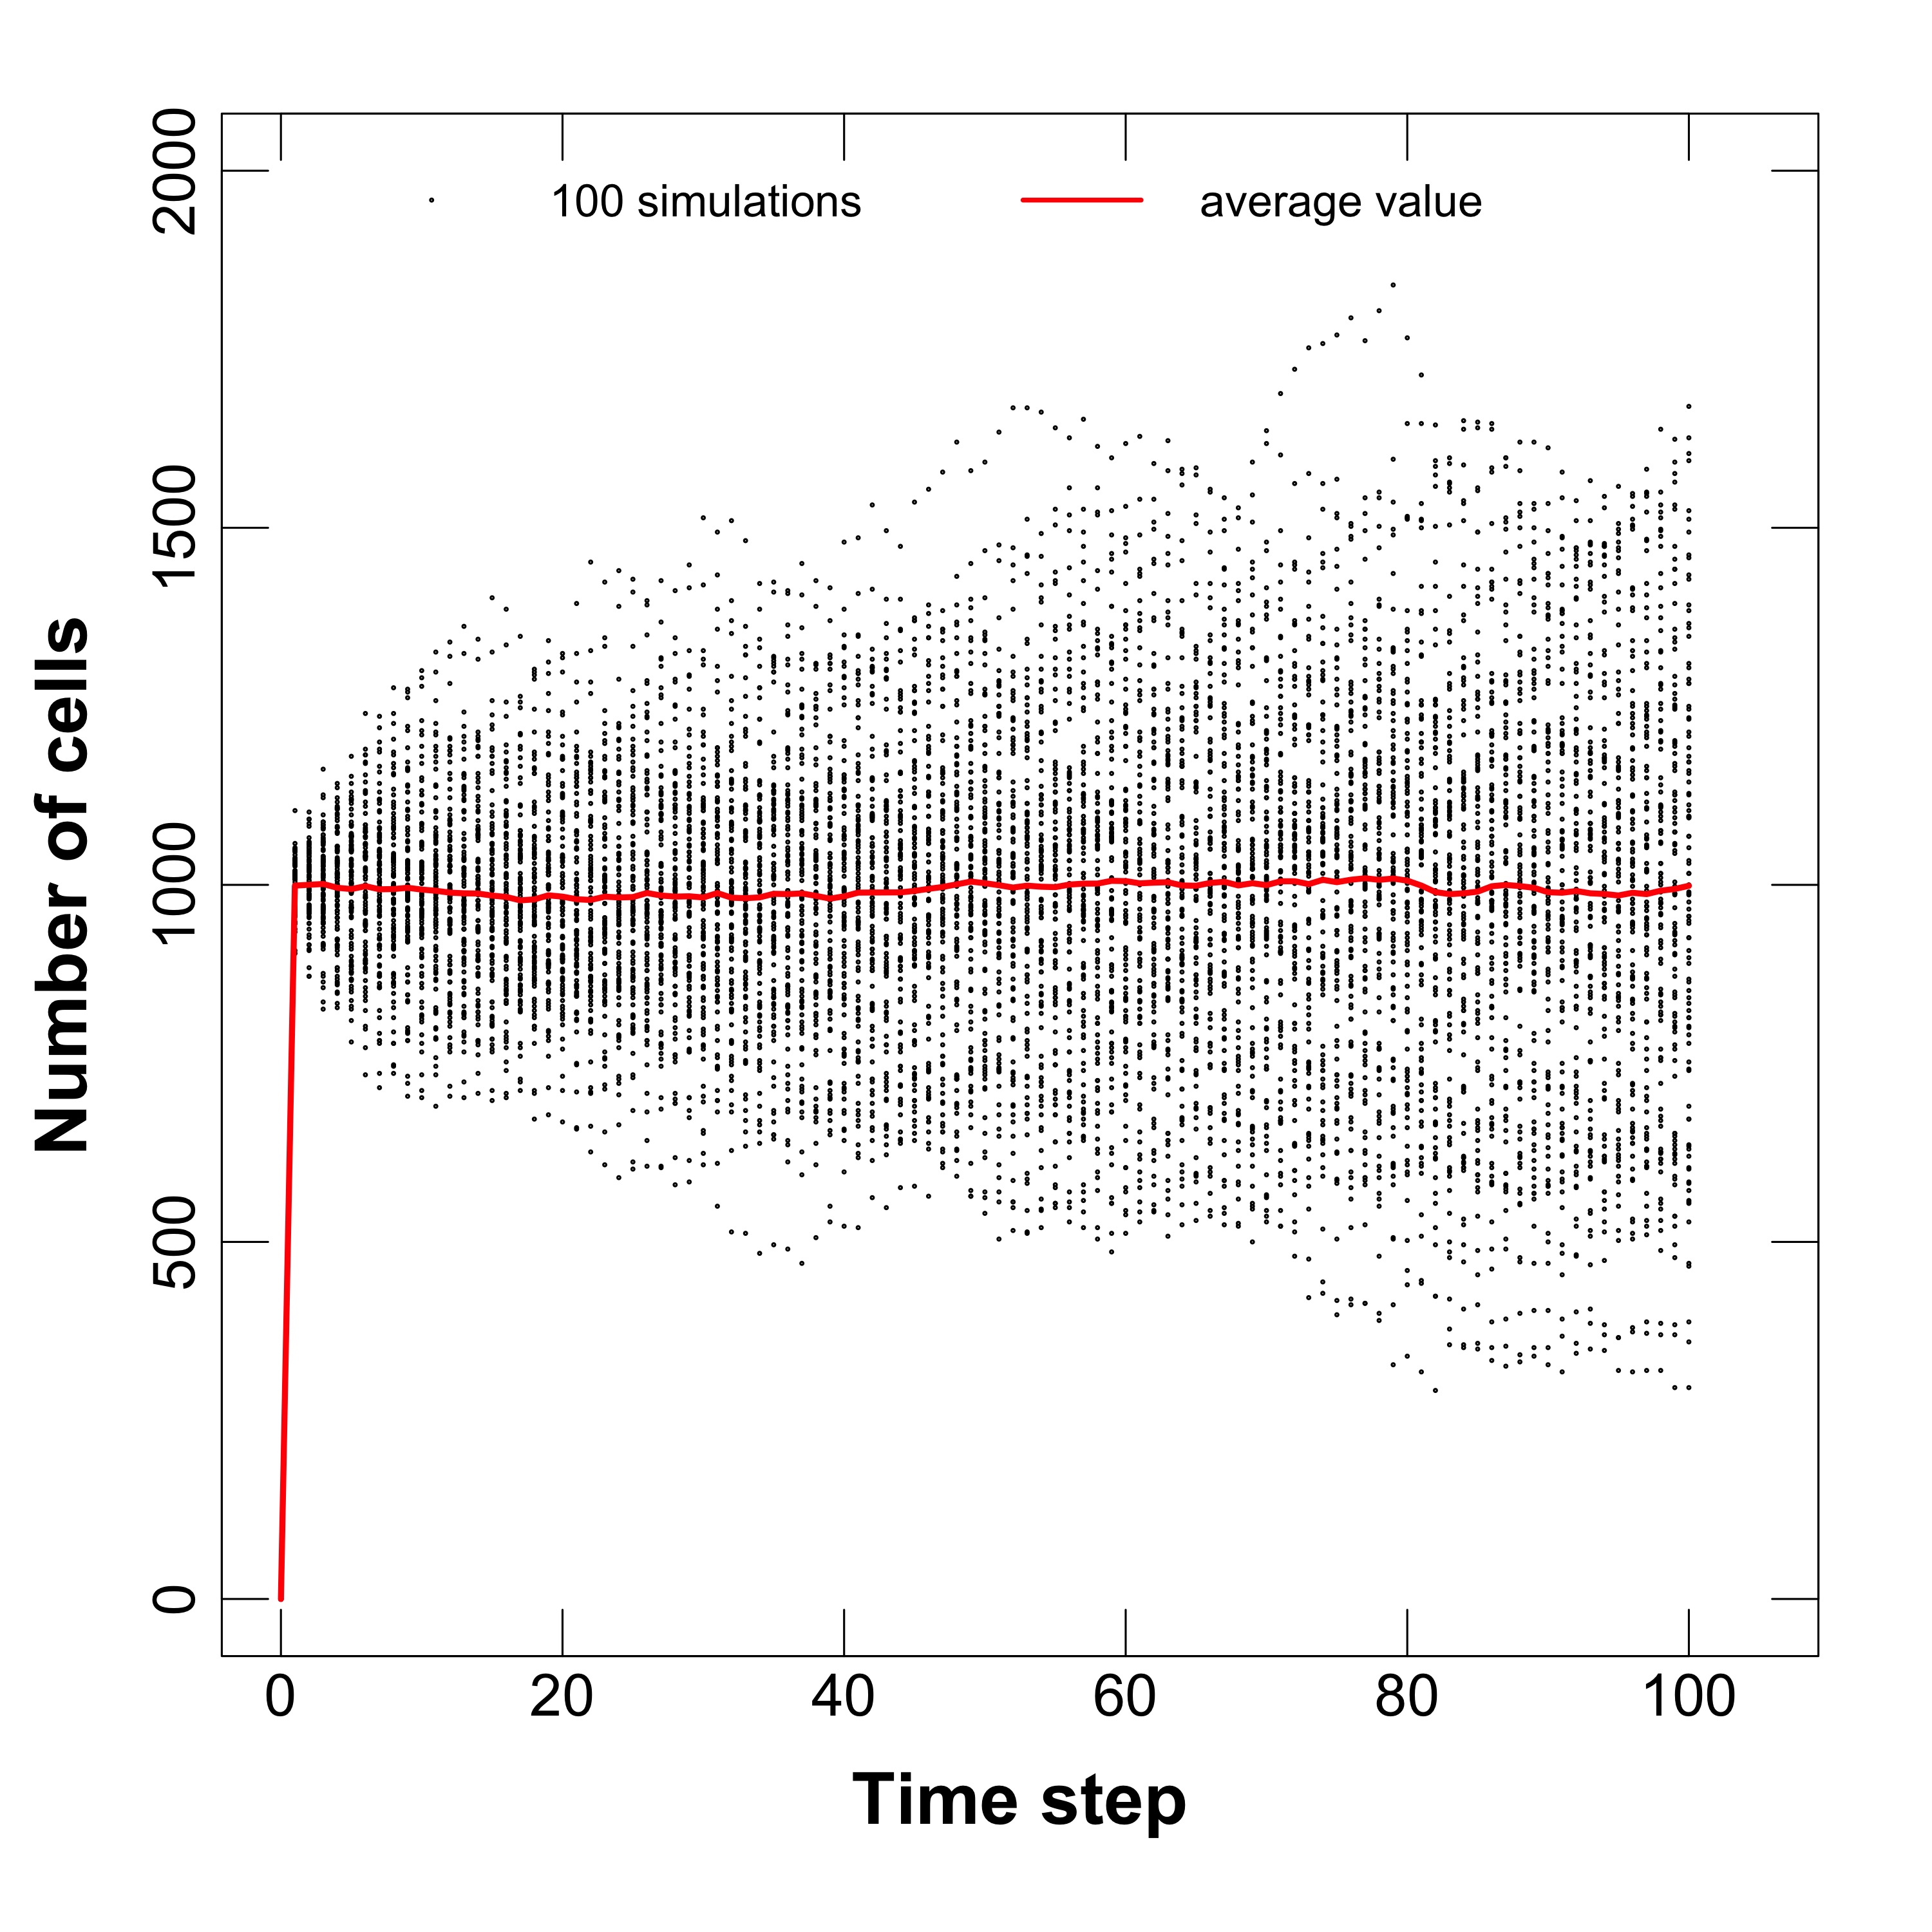 100 simulations average value
Number of cells
2000
1500
1000
500
0
0 20 40 60 80 100
Time step